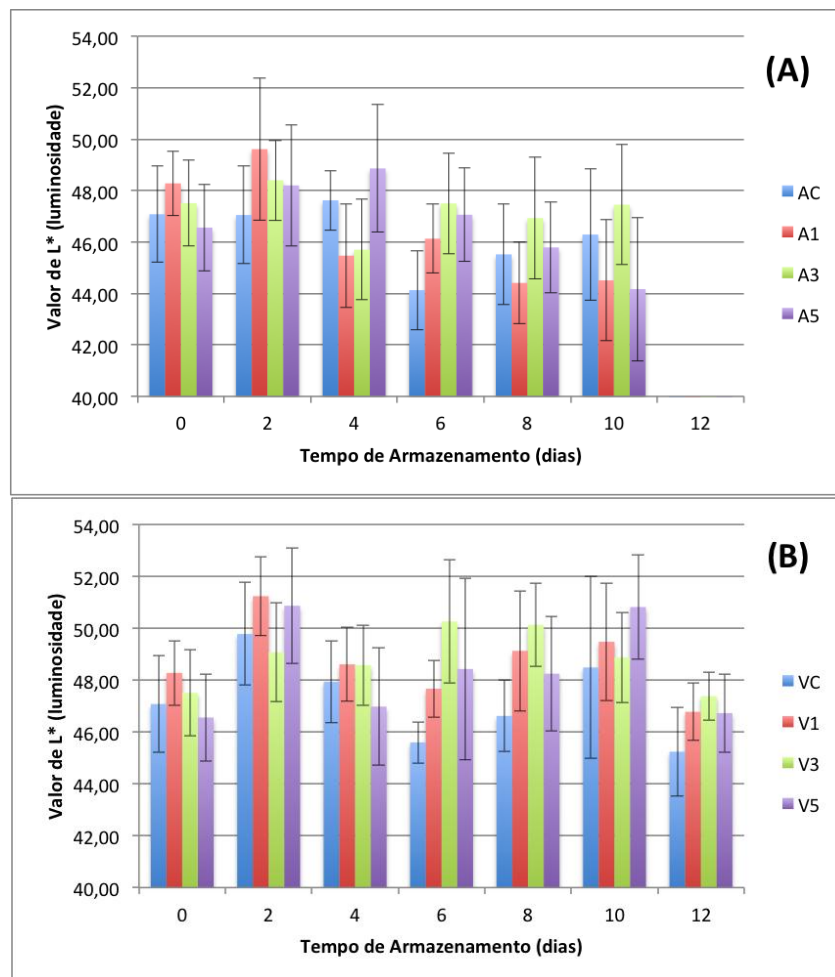 54,00
52,00
50,00
48,00
46,00
44,00
42,00
40,00
Valor de L* (luminosidade)
(A)
AC
A1
A3
A5
0 2 4 6 8 10 12
Tempo de Armazenamento (dias)
54,00
52,00
50,00
48,00
46,00
44,00
42,00
40,00
Valor de L* (luminosidade)
(B)
VC
V1
V3
V5
0 2 4 6 8 10 12
Tempo de Armazenamento (dias)